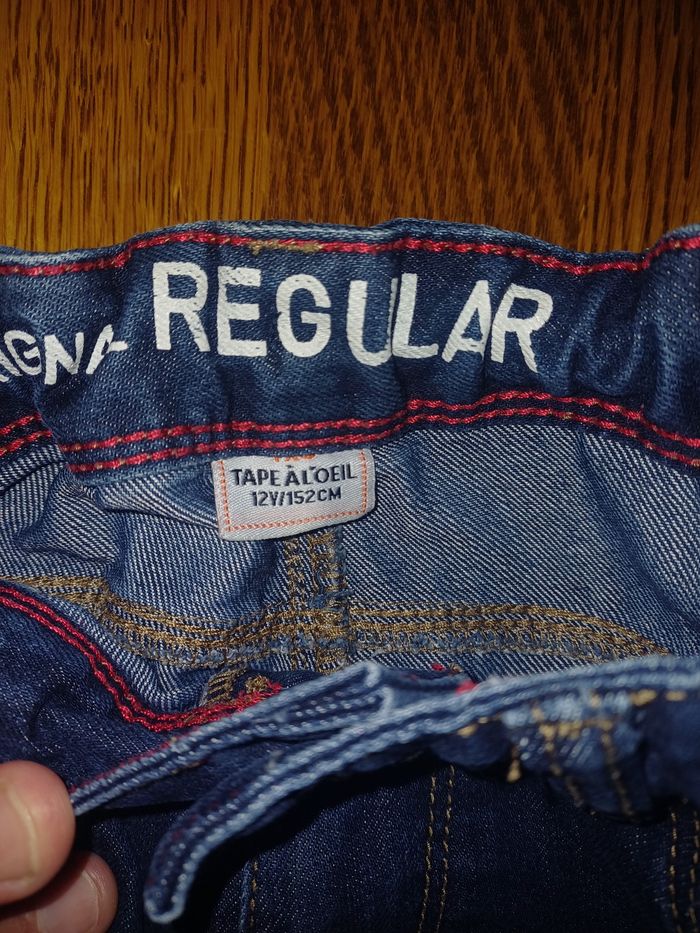 REGULAR
TAPE À L'OEIL
12Y/152CM